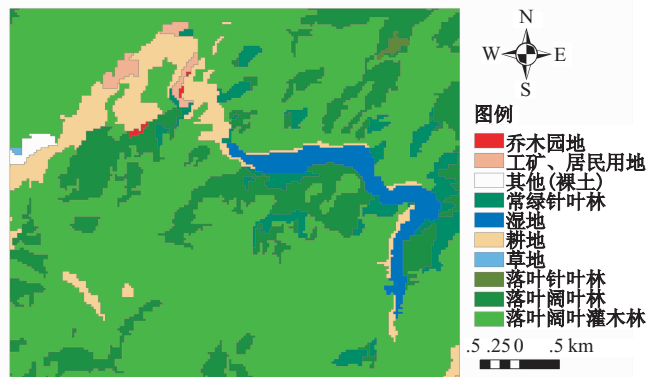 N
W E
S
图例
乔木园地
工矿、居民用地
其他(裸土)
常绿针叶林
湿地
耕地
草地
落叶针叶林
落叶阔叶林
落叶阔叶灌木林
.5 .25 0 .5 km